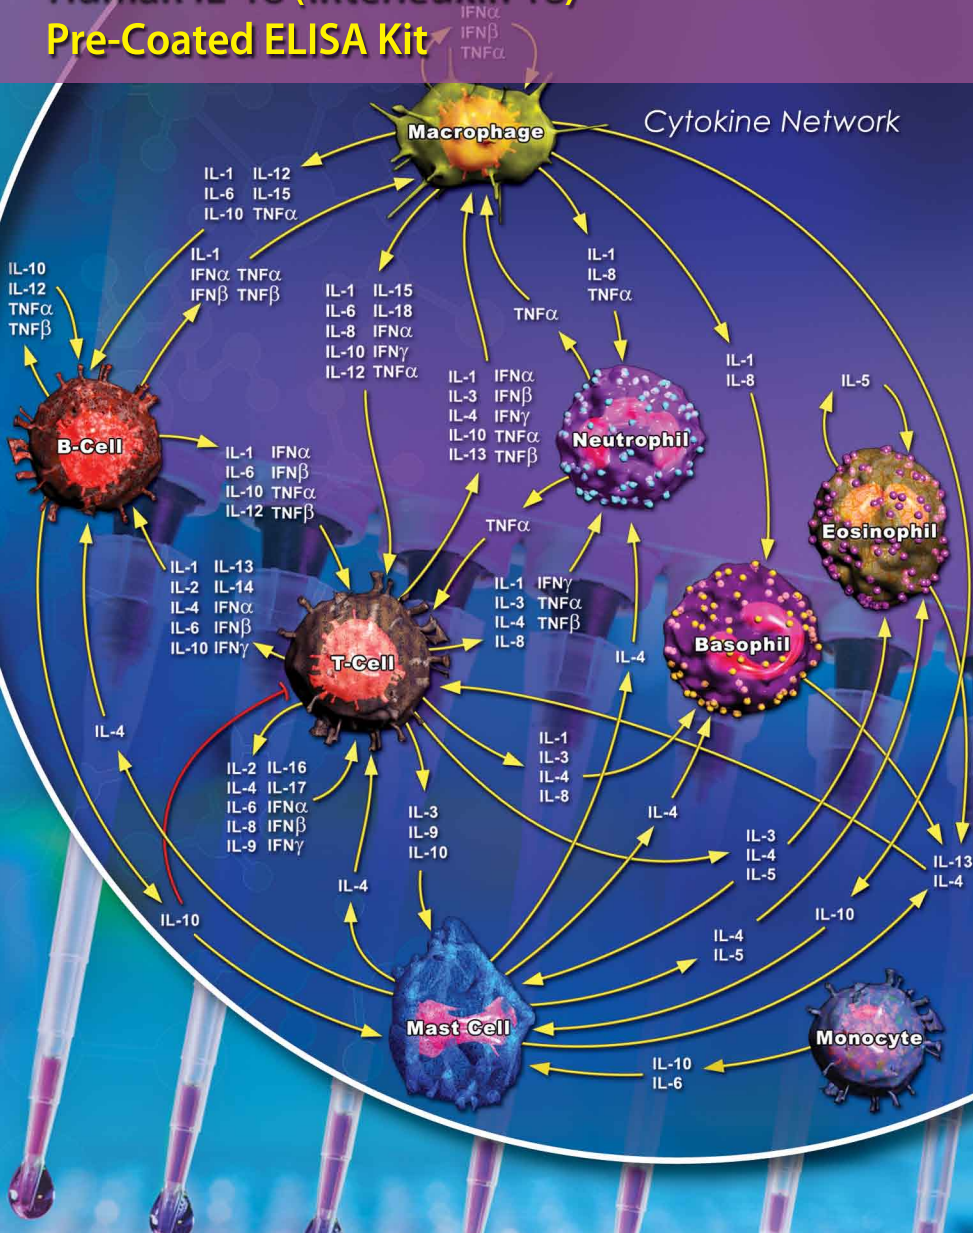 Pre-Coated ELISA Kit
IFNα
IFNβ
TNFα
Cytokine Network
Macrophage
IL-1 IL-12
IL-6 IL-15
IL-10 TNFα
IL-1
IFNα TNFα
IFNβ TNFβ
IL-10
IL-12
TNFα
TNFβ
IL-1 IL-15
IL-6 IL-18
IL-8 IFNα
IL-10 IFNγ
IL-12 TNFα
IL-1
IL-8
TNFα
TNFα
IL-1 IFNα
IL-3 IFNβ
IL-4 IFNγ
IL-10 TNFα
IL-13 TNFβ
IL-1
IL-8
IL-5
B-Cell
Neutrophil
IL-1 IFNα
IL-6 IFNβ
IL-10 TNFα
IL-12 TNFβ
TNFα
Eosinophil
IL-1 IL-13
IL-2 IL-14
IL-4 IFNα
IL-6 IFNβ
IL-10 IFNγ
IL-1 IFNγ
IL-3 TNFα
IL-4 TNFβ
IL-8
T-Cell
IL-4
Basophil
IL-4
IL-1
IL-3
IL-4
IL-8
IL-2 IL-16
IL-4 IL-17
IL-6 IFNα
IL-8 IFNβ
IL-9 IFNγ
IL-3
IL-9
IL-10
IL-4
IL-3
IL-4
IL-5
IL-13
IL-4
IL-4
IL-10
IL-10
IL-4
IL-5
Mast Cell
Monocyte
IL-10
IL-6